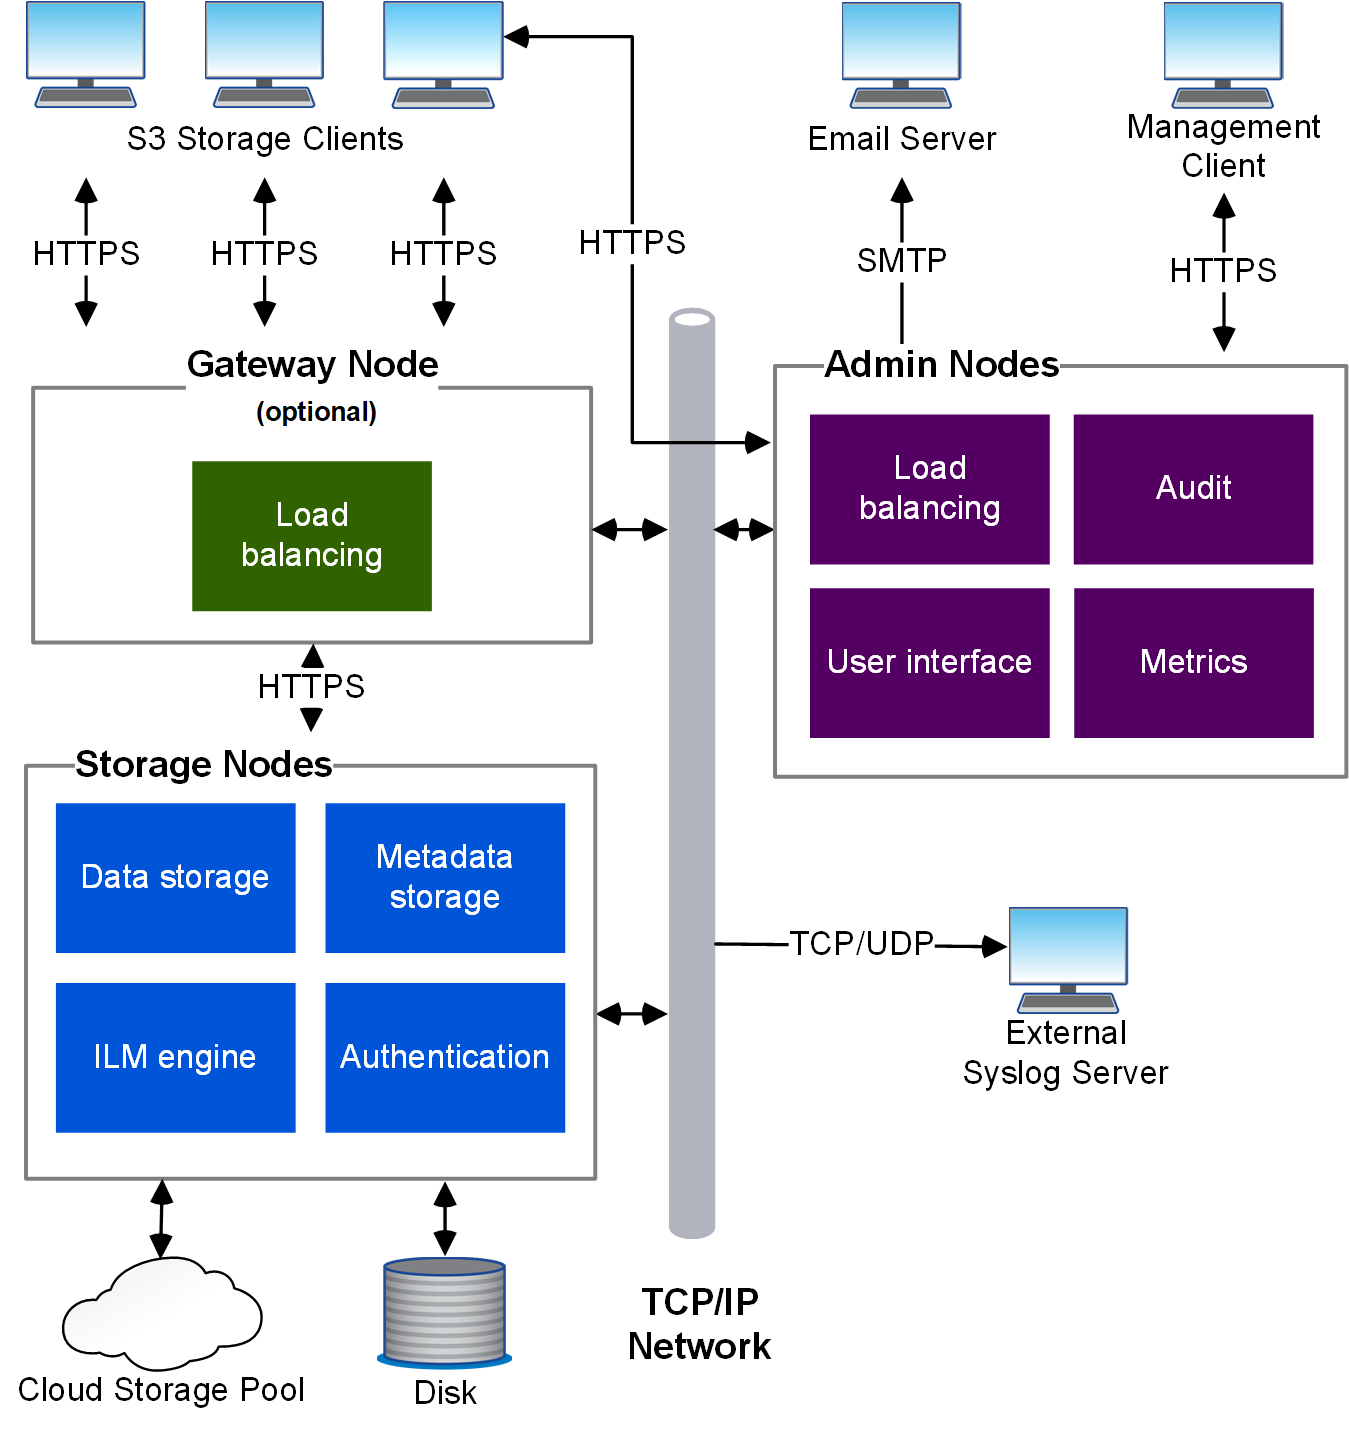 S3 Storage Clients
Email Server
Management
Client
HTTPS
HTTPS
HTTPS
HTTPS
SMTP
HTTPS
Gateway Node
(optional)
Load
balancing
Admin Nodes
Load
balancing
Audit
User interface
Metrics
HTTPS
Storage Nodes
Data storage
Metadata
storage
ILM engine
Authentication
TCP/UDP
External
Syslog Server
Cloud Storage Pool
Disk
TCP/IP
Network